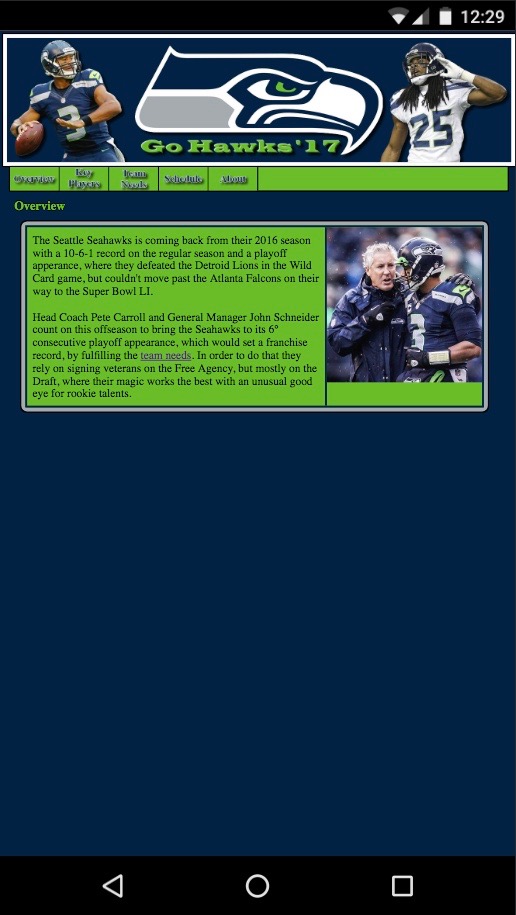 12:29
Go Hawks'17
25
3
Overview
Key
Players
Team
Needs
Schedule
About
Overview
The Seattle Seahawks is coming back from their 2016 season
with a 10-6-1 record on the regular season and a playoff
apperance, where they defeated the Detroid Lions in the Wild
Card game, but couldn't move past the Atlanta Falcons on their
way to the Super Bowl LI.
Head Coach Pete Carroll and General Manager John Schneider
count on this offseason to bring the Seahawks to its 6°
consecutive playoff appearance, which would set a franchise
record, by fulfilling the team needs. In order to do that they
rely on signing veterans on the Free Agency, but mostly on the
Draft, where their magic works the best with an unusual good
eye for rookie talents.
3